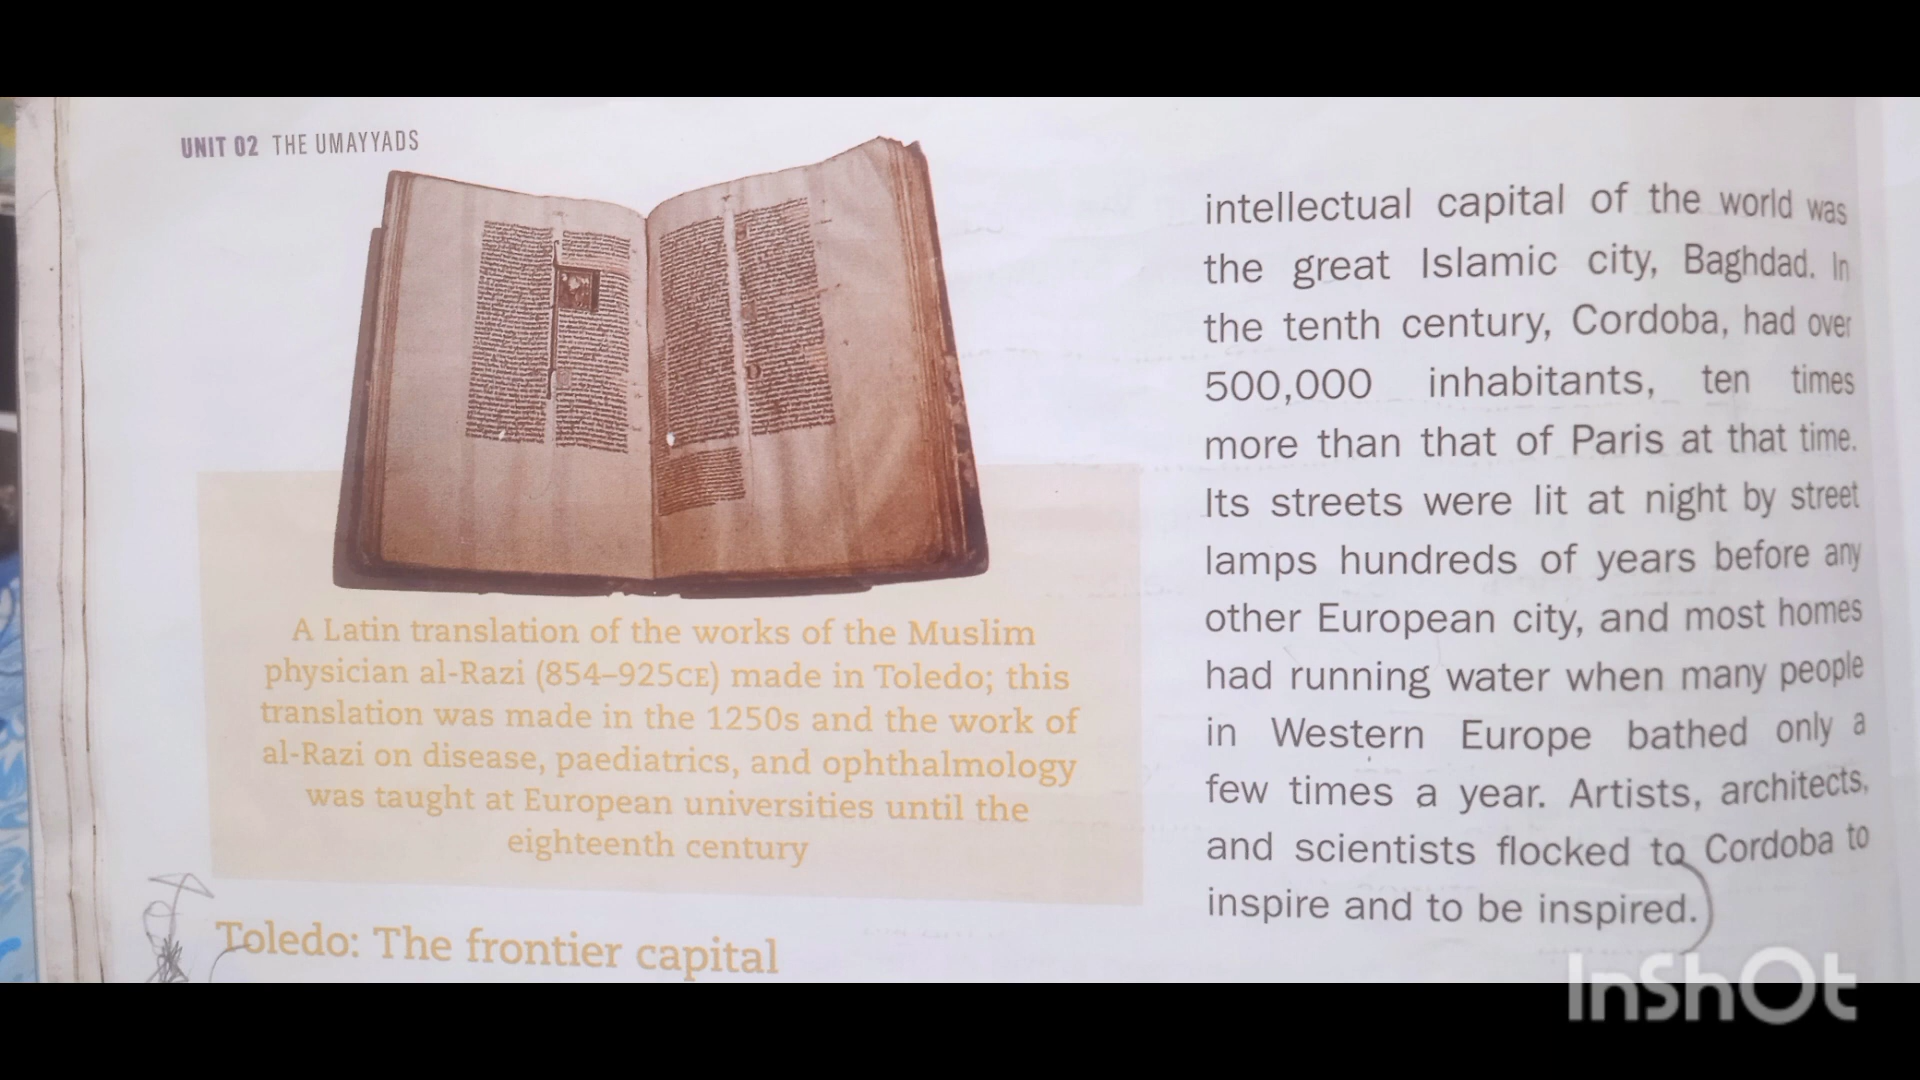 UNIT 02 THE UMAYYADS
A Latin translation of the works of the Muslim
physician al-Razi (854–925CE) made in Toledo; this
translation was made in the 1250s and the work of
al-Razi on disease, paediatrics, and ophthalmology
was taught at European universities until the
eighteenth century
Toledo: The frontier capital
intellectual capital of the world was
the great Islamic city, Baghdad. In
the tenth century, Cordoba, had over
500,000 inhabitants, ten times
more than that of Paris at that time.
Its streets were lit at night by street
lamps hundreds of years before any
other European city, and most homes
had running water when many people
in Western Europe bathed only a
few times a year. Artists, architects,
and scientists flocked to Cordoba to
inspire and to be inspired.
InShOt